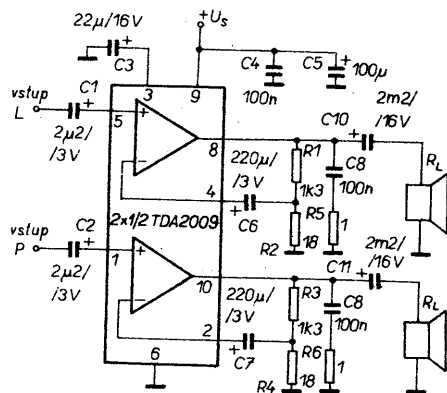 22µ/16V
+Us
C3
C4
100n
C5
+
100µ
vstup
L
C1
+
2µ2/
/3V
3
9
5
+
-
8
4
220µ/
/3V
+
C6
R1
1k3
R2
18
C8
100n
R5
1
C10
+
2m2/
/16V
RL
2x1/2 TDA2009
vstup
P
C2
+
2µ2/
/3V
1
+
-
10
2
6
220µ/
/3V
+
C7
R3
1k3
R4
18
C8
100n
R6
1
C11
+
2m2/
/16V
RL